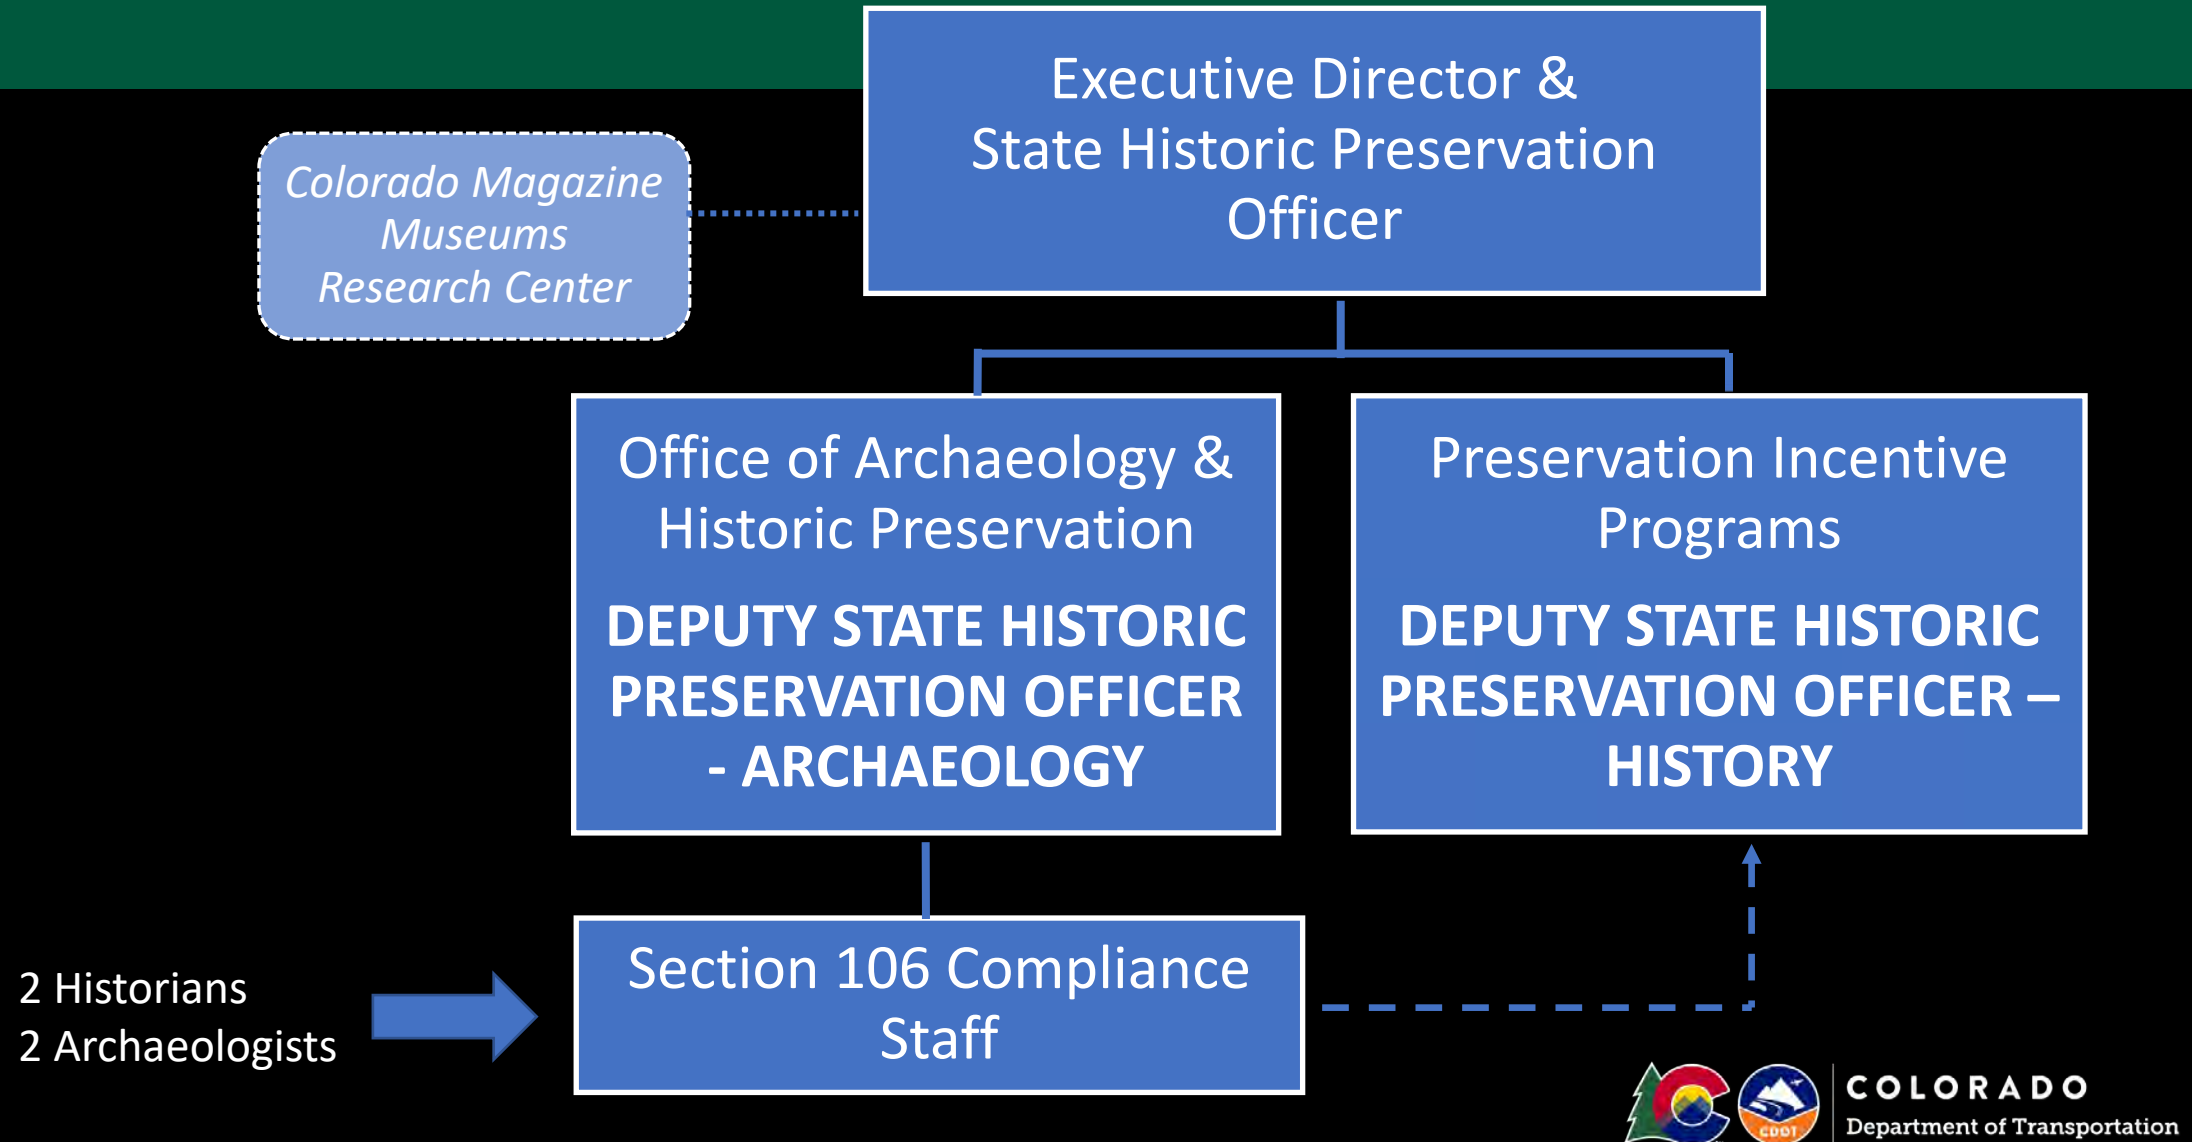 Executive Director &
State Historic Preservation
Officer
Colorado Magazine
Museums
Research Center
Office of Archaeology &
Historic Preservation
DEPUTY STATE HISTORIC
PRESERVATION OFFICER
- ARCHAEOLOGY
Preservation Incentive
Programs
DEPUTY STATE HISTORIC
PRESERVATION OFFICER –
HISTORY
2 Historians
2 Archaeologists
Section 106 Compliance
Staff
CDOT
COLORADO
Department of Transportation